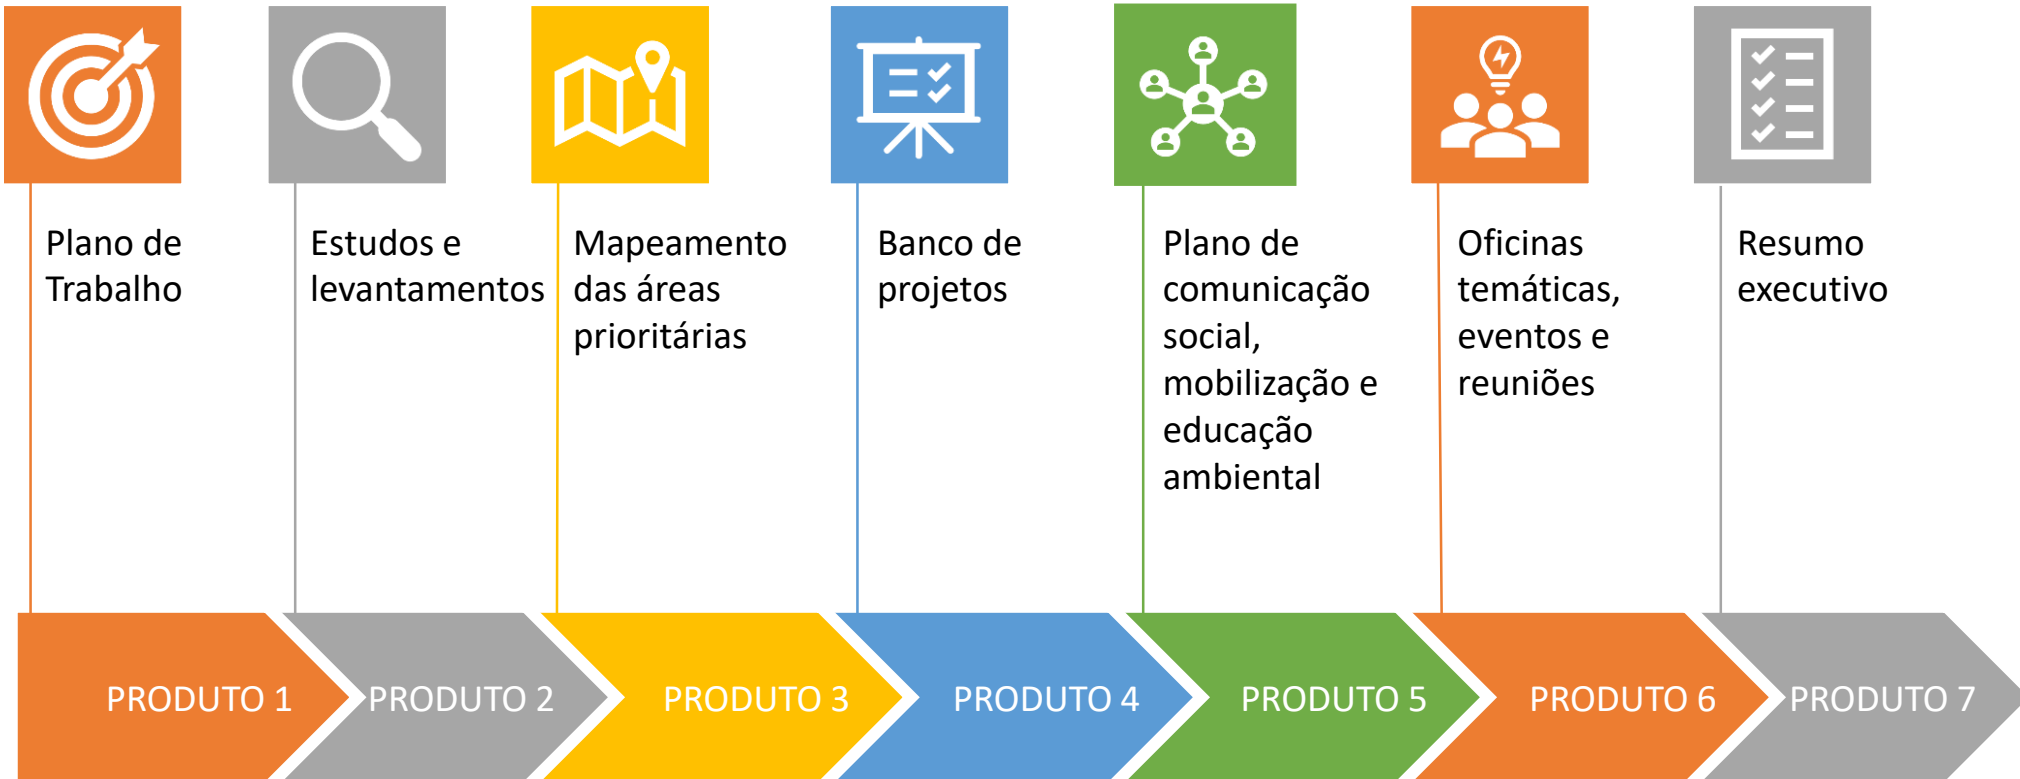 Plano de
Trabalho
Estudos e
levantamentos
Mapeamento
das áreas
prioritárias
Banco de
projetos
Plano de
comunicação
social,
mobilização e
educação
ambiental
Oficinas
temáticas,
eventos e
reuniões
Resumo
executivo
PRODUTO 1
PRODUTO 2
PRODUTO 3
PRODUTO 4
PRODUTO 5
PRODUTO 6
PRODUTO 7